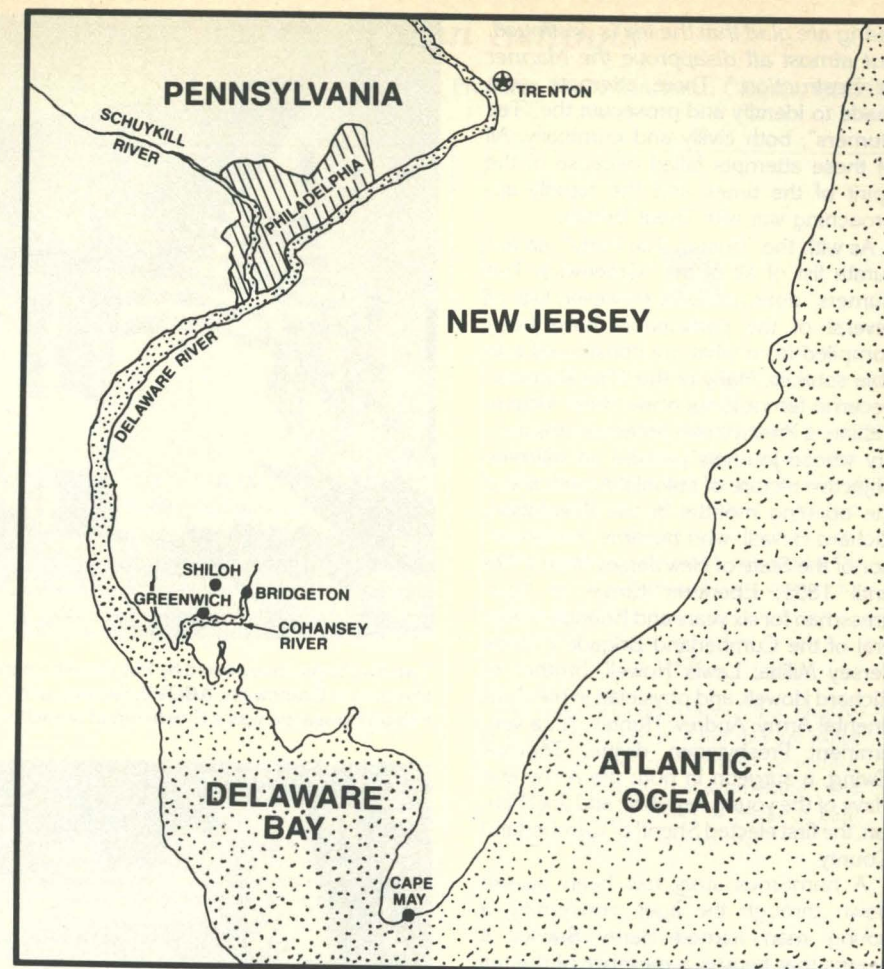 PENNSYLVANIA
TRENTON
SCHUYKILL
RIVER
PHILADELPHIA
NEW JERSEY
DELAWARE RIVER
SHILOH
GREENWICH
BRIDGETON
COHANSEY
RIVER
DELAWARE
BAY
ATLANTIC
OCEAN
CAPE
MAY